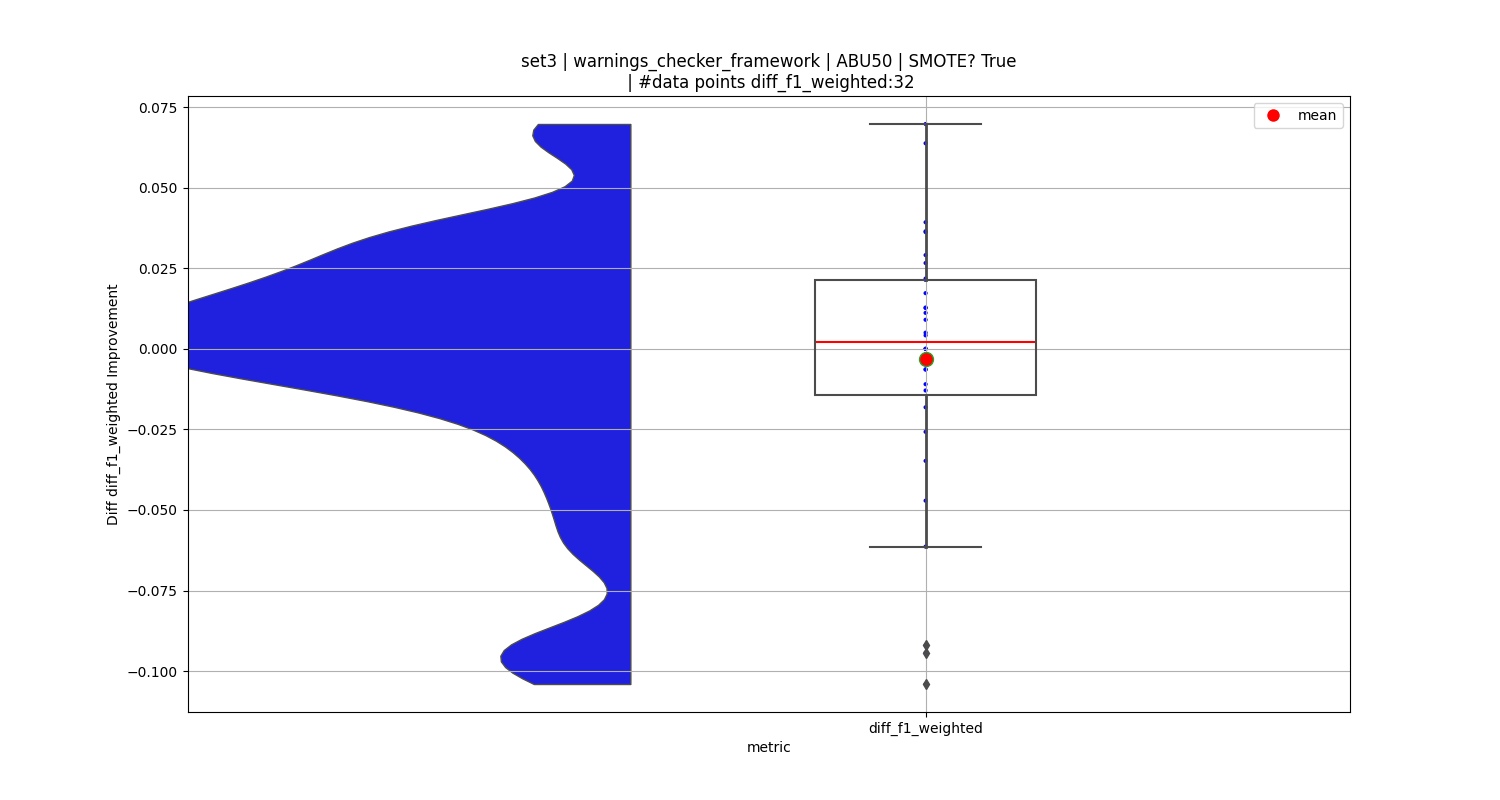 set3 | warnings_checker_framework | ABU50 | SMOTE? True
| #data points diff_f1_weighted:32
mean
0.075
0.050
0.025
0.000
−0.025
−0.050
−0.075
−0.100
Diff diff_f1_weighted Improvement
diff_f1_weighted
metric